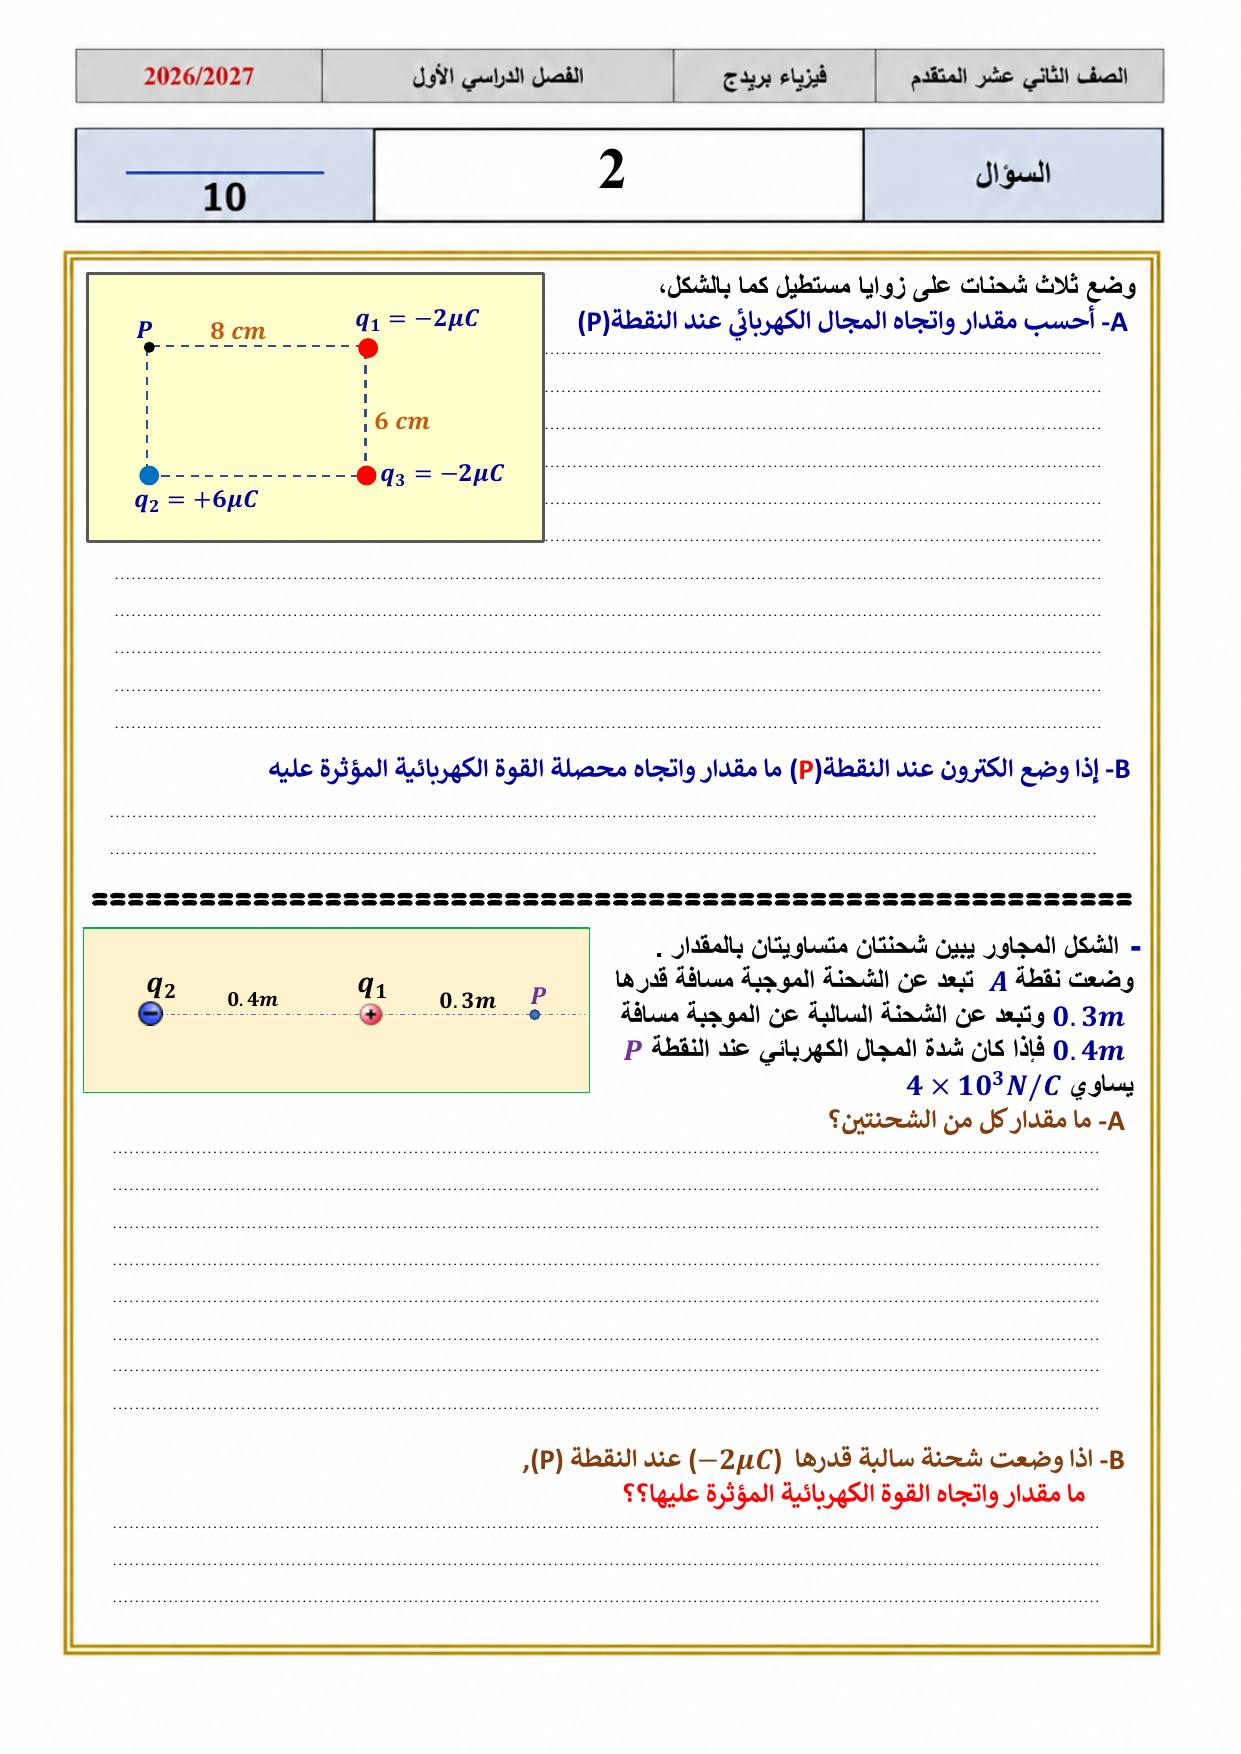 الصف الثاني عشر المتقدم فيزياء بريدج الفصل الدراسي الأول 2026/2027
السؤال 2 10
وضع ثلاث شحنات على زوايا مستطيل كما بالشكل،
A- أحسب مقدار واتجاه المجال الكهربائي عند النقطة(P)
P 8 cm q₁ = −2μC
6 cm
q₃ = −2μC
q₂ = +6μC
B- إذا وضع الكترون عند النقطة(P) ما مقدار واتجاه محصلة القوة الكهربائية المؤثرة عليه
==========================================================
- الشكل المجاور يبين شحنتان متساويتان بالمقدار .
وضعت نقطة A تبعد عن الشحنة الموجبة مسافة قدرها
0.3m وتبعد عن الشحنة السالبة عن الموجبة مسافة
0.4m فإذا كان شدة المجال الكهربائي عند النقطة P
يساوي 4 × 10³N/C
q₂ 0.4m q₁ 0.3m P
A- ما مقدار كل من الشحنتين؟
B- اذا وضعت شحنة سالبة قدرها (−2μC) عند النقطة (P),
ما مقدار واتجاه القوة الكهربائية المؤثرة عليها؟؟